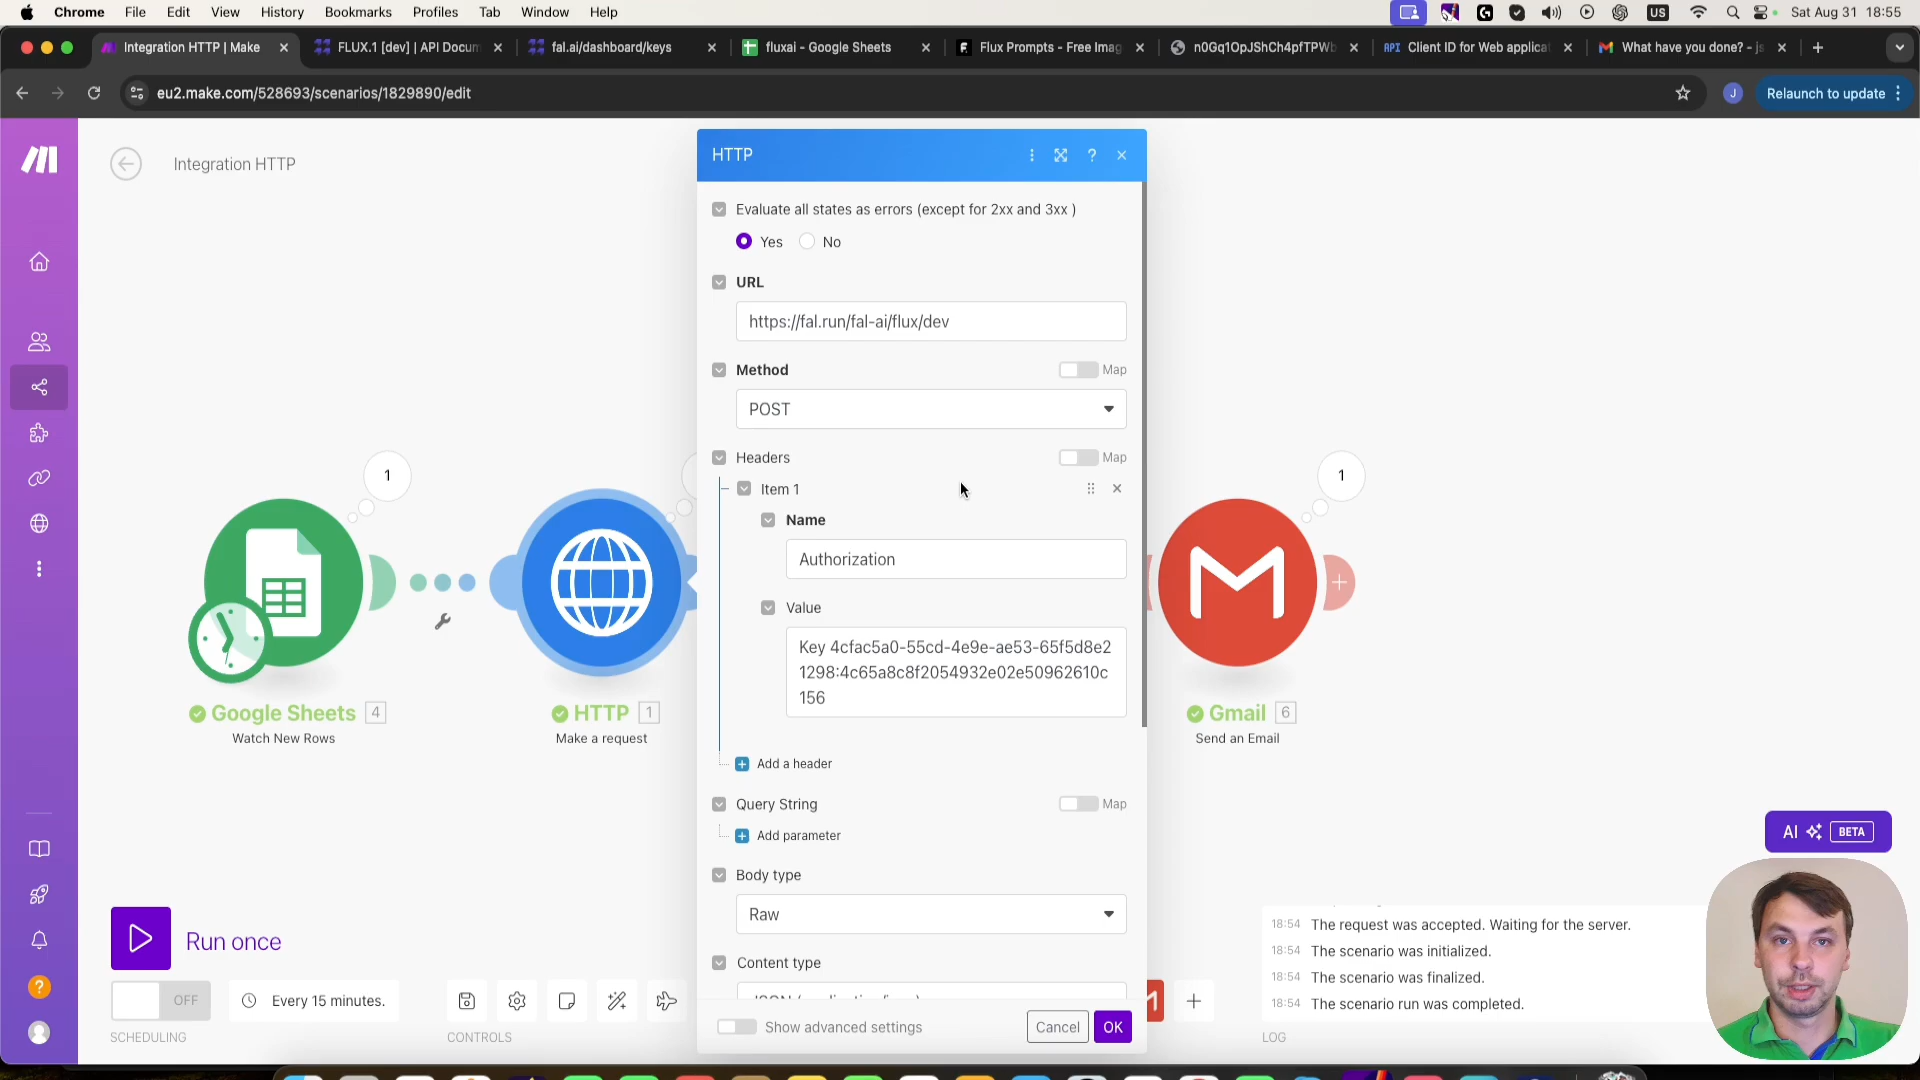 Chrome File Edit View History Bookmarks Profiles Tab Window Help US Sat Aug 31 18:55
Integration HTTP | Make FLUX.1 [dev] | API Docum fal.ai/dashboard/keys fluxai - Google Sheets Flux Prompts - Free Imag n0Gq1OpJShCh4pfTPWb API Client ID for Web applica What have you done? - js
eu2.make.com/528693/scenarios/1829890/edit J Relaunch to update
Integration HTTP
HTTP
?
Evaluate all states as errors (except for 2xx and 3xx )
Yes No
URL
https://fal.run/fal-ai/flux/dev
Method Map
POST
Headers Map
Item 1
Name
Authorization
Value
Key 4cfac5a0-55cd-4e9e-ae53-65f5d8e2
1298:4c65a8c8f2054932e02e50962610c
156
Add a header
Query String Map
Add parameter
Body type
Raw
Content type
Show advanced settings Cancel OK
1
1
Google Sheets 4
Watch New Rows
HTTP 1
Make a request
Gmail 6
Send an Email
AI BETA
Run once
OFF Every 15 minutes.
SCHEDULING CONTROLS LOG
18:54 The request was accepted. Waiting for the server.
18:54 The scenario was initialized.
18:54 The scenario was finalized.
18:54 The scenario run was completed.
?